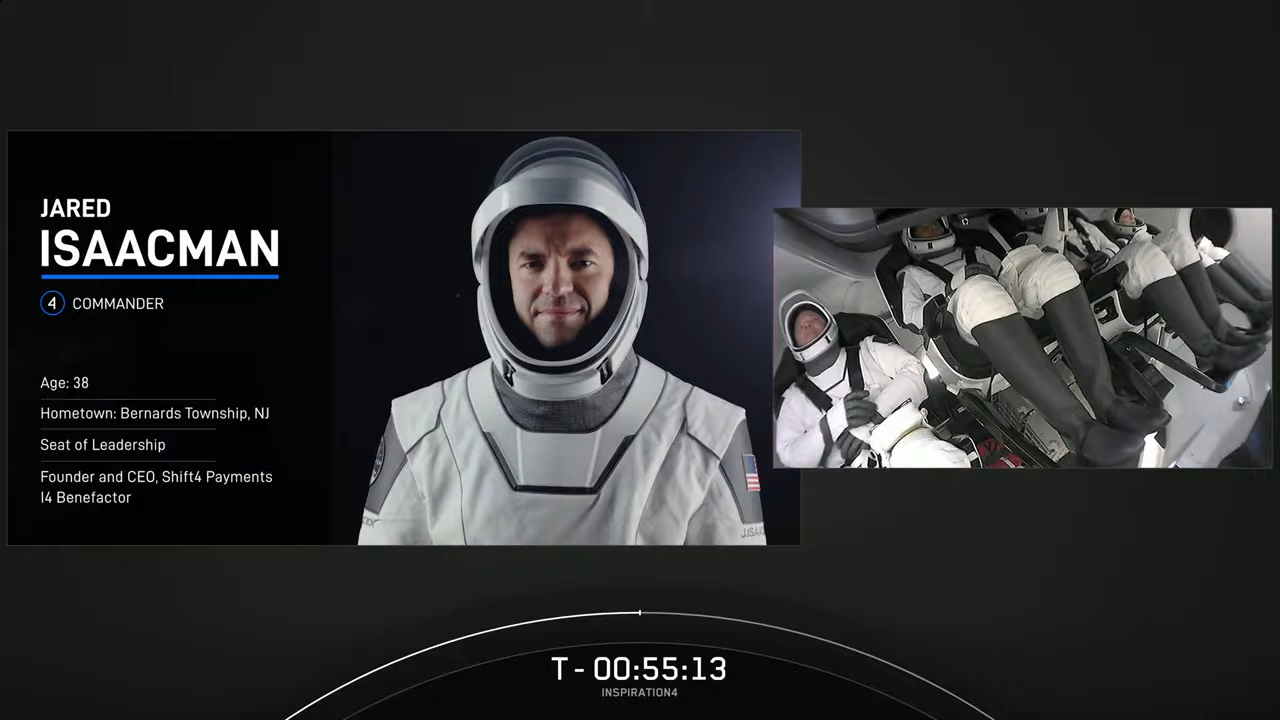 JARED
ISAACMAN
4 COMMANDER
Age: 38
Hometown: Bernards Township, NJ
Seat of Leadership
Founder and CEO, Shift4 Payments
I4 Benefactor
T- 00:55:13
INSPIRATION4